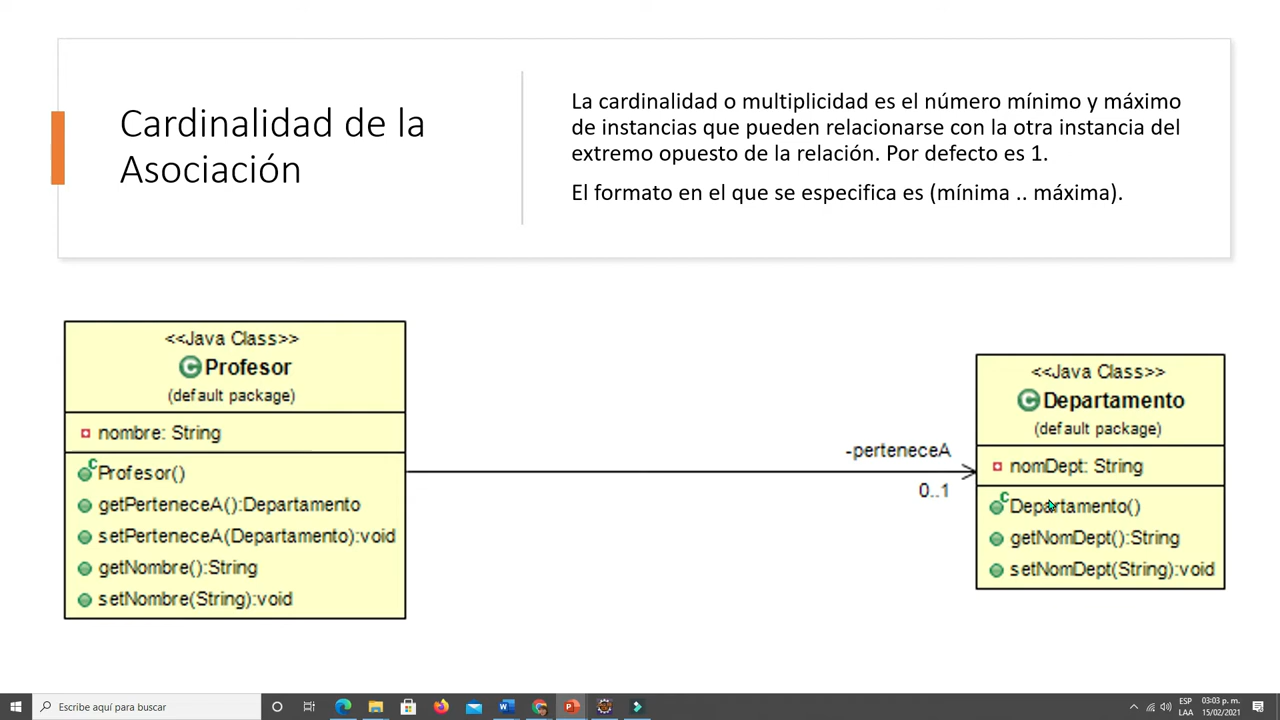 Cardinalidad de la
Asociación
La cardinalidad o multiplicidad es el número mínimo y máximo
de instancias que pueden relacionarse con la otra instancia del
extremo opuesto de la relación. Por defecto es 1.
El formato en el que se especifica es (mínima .. máxima).
<<Java Class>>
C Profesor
(default package)
nombre: String
C Profesor()
getPerteneceA():Departamento
setPerteneceA(Departamento):void
getNombre():String
setNombre(String):void
-perteneceA
0..1
<<Java Class>>
C Departamento
(default package)
nomDept: String
C Departamento()
getNomDept():String
setNomDept(String):void
Escribe aquí para buscar
ESP
LAA
03:03 p. m.
15/02/2021